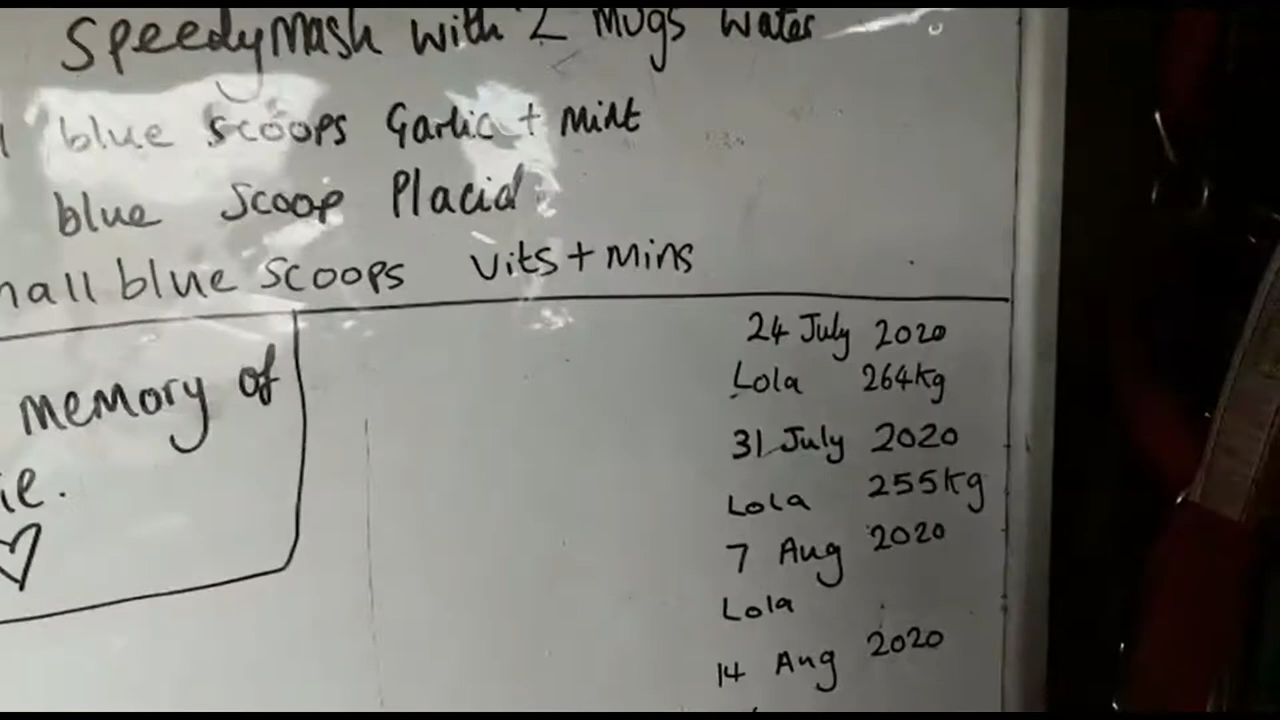 Speedymash with 2 mugs water
blue scoops Garlic + mint
blue scoop Placid
small blue scoops vits + mins
memory of
ie.
24 July 2020
Lola 264kg
31 July 2020
Lola 255kg
7 Aug 2020
Lola
14 Aug 2020